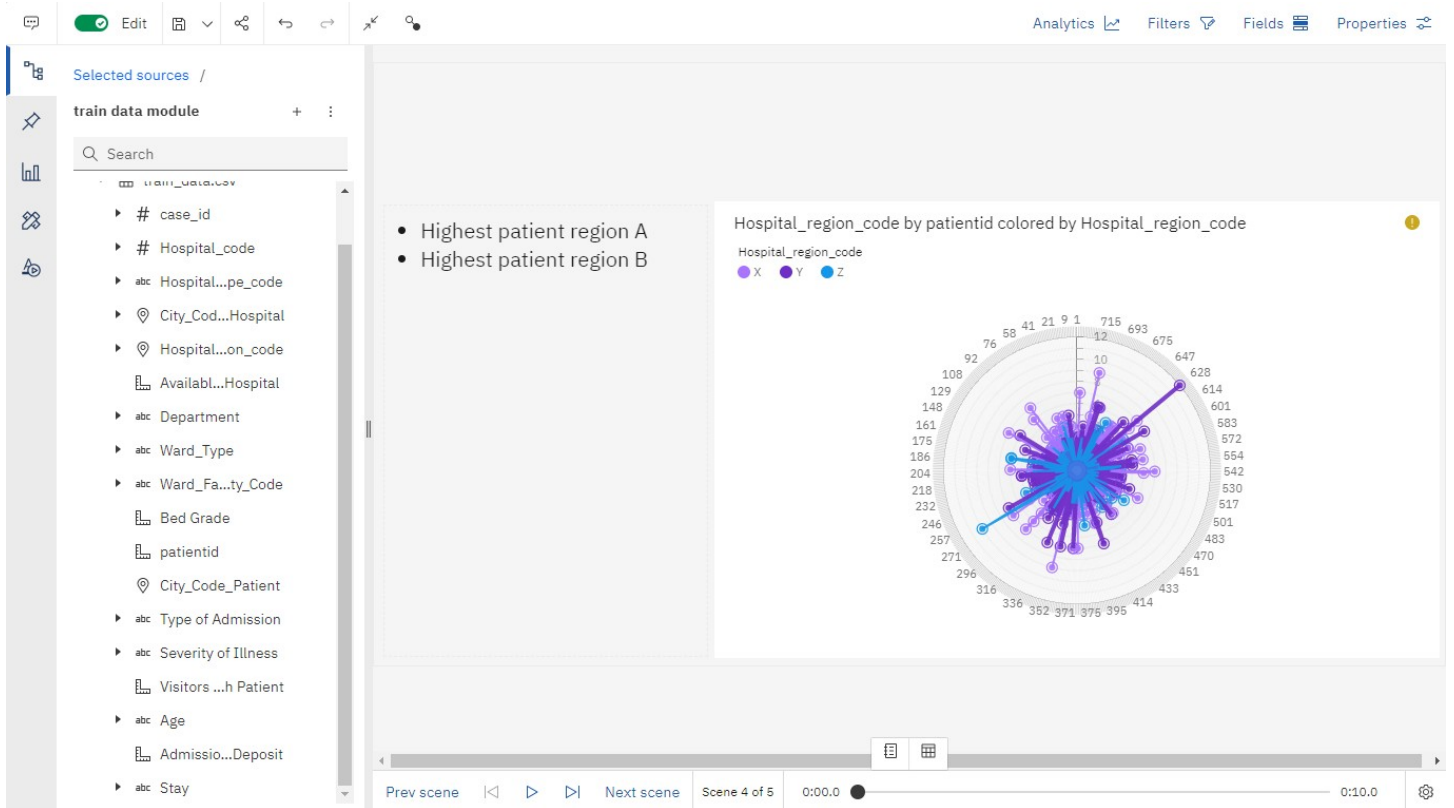 Edit
Analytics
Filters
Fields
Properties
Selected sources /
train data module
Search
train_data.csv
# case_id
# Hospital_code
abc Hospital...pe_code
City_Cod...Hospital
Hospital...on_code
Availabl...Hospital
abc Department
abc Ward_Type
abc Ward_Fa...ty_Code
Bed Grade
patientid
City_Code_Patient
abc Type of Admission
abc Severity of Illness
Visitors ...h Patient
abc Age
Admissio...Deposit
abc Stay
• Highest patient region A
• Highest patient region B
Hospital_region_code by patientid colored by Hospital_region_code
Hospital_region_code
X Y Z
1
715
693
675
647
628
614
601
583
572
554
542
530
517
501
483
470
451
433
414
395
375
371
352
336
316
296
271
257
246
232
218
204
186
175
161
148
129
108
92
76
58
41
21
9
12
10
Prev scene
Next scene
Scene 4 of 5
0:00.0
0:10.0